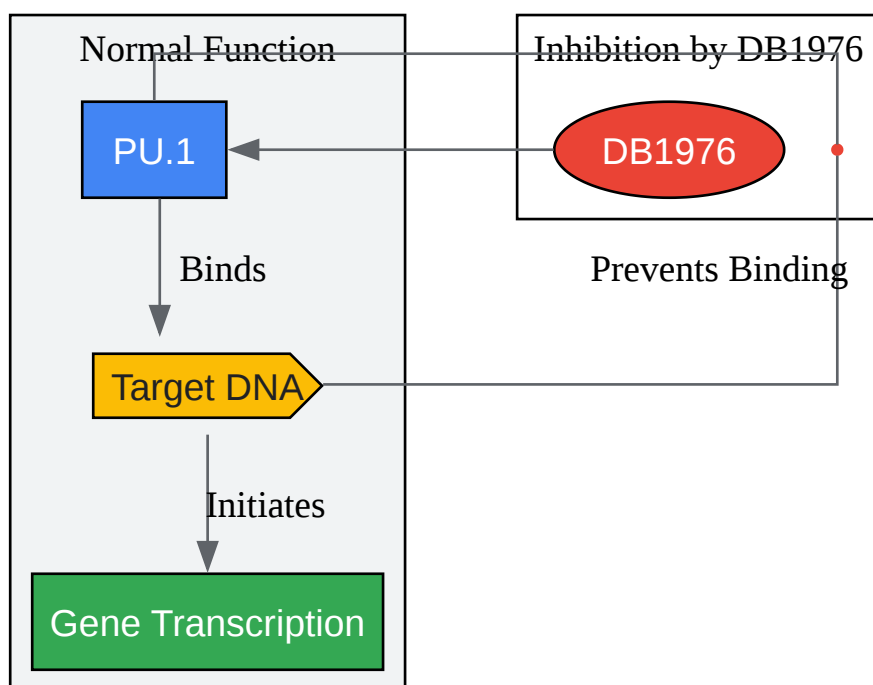 Normal Function
Inhibition by DB1976
PU.1
DB1976
Binds
Prevents Binding
Target DNA
Initiates
Gene Transcription